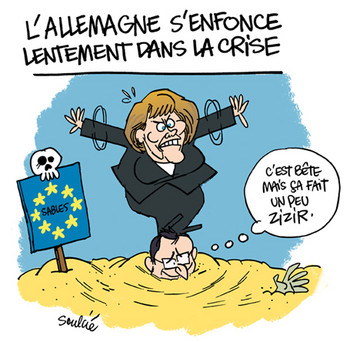 L'ALLEMAGNE S'ENFONCE
LENTEMENT DANS LA CRISE
SABLES
C'EST BÊTE
MAIS ÇA FAIT
UN PEU
ZIZIR.
Soulcié